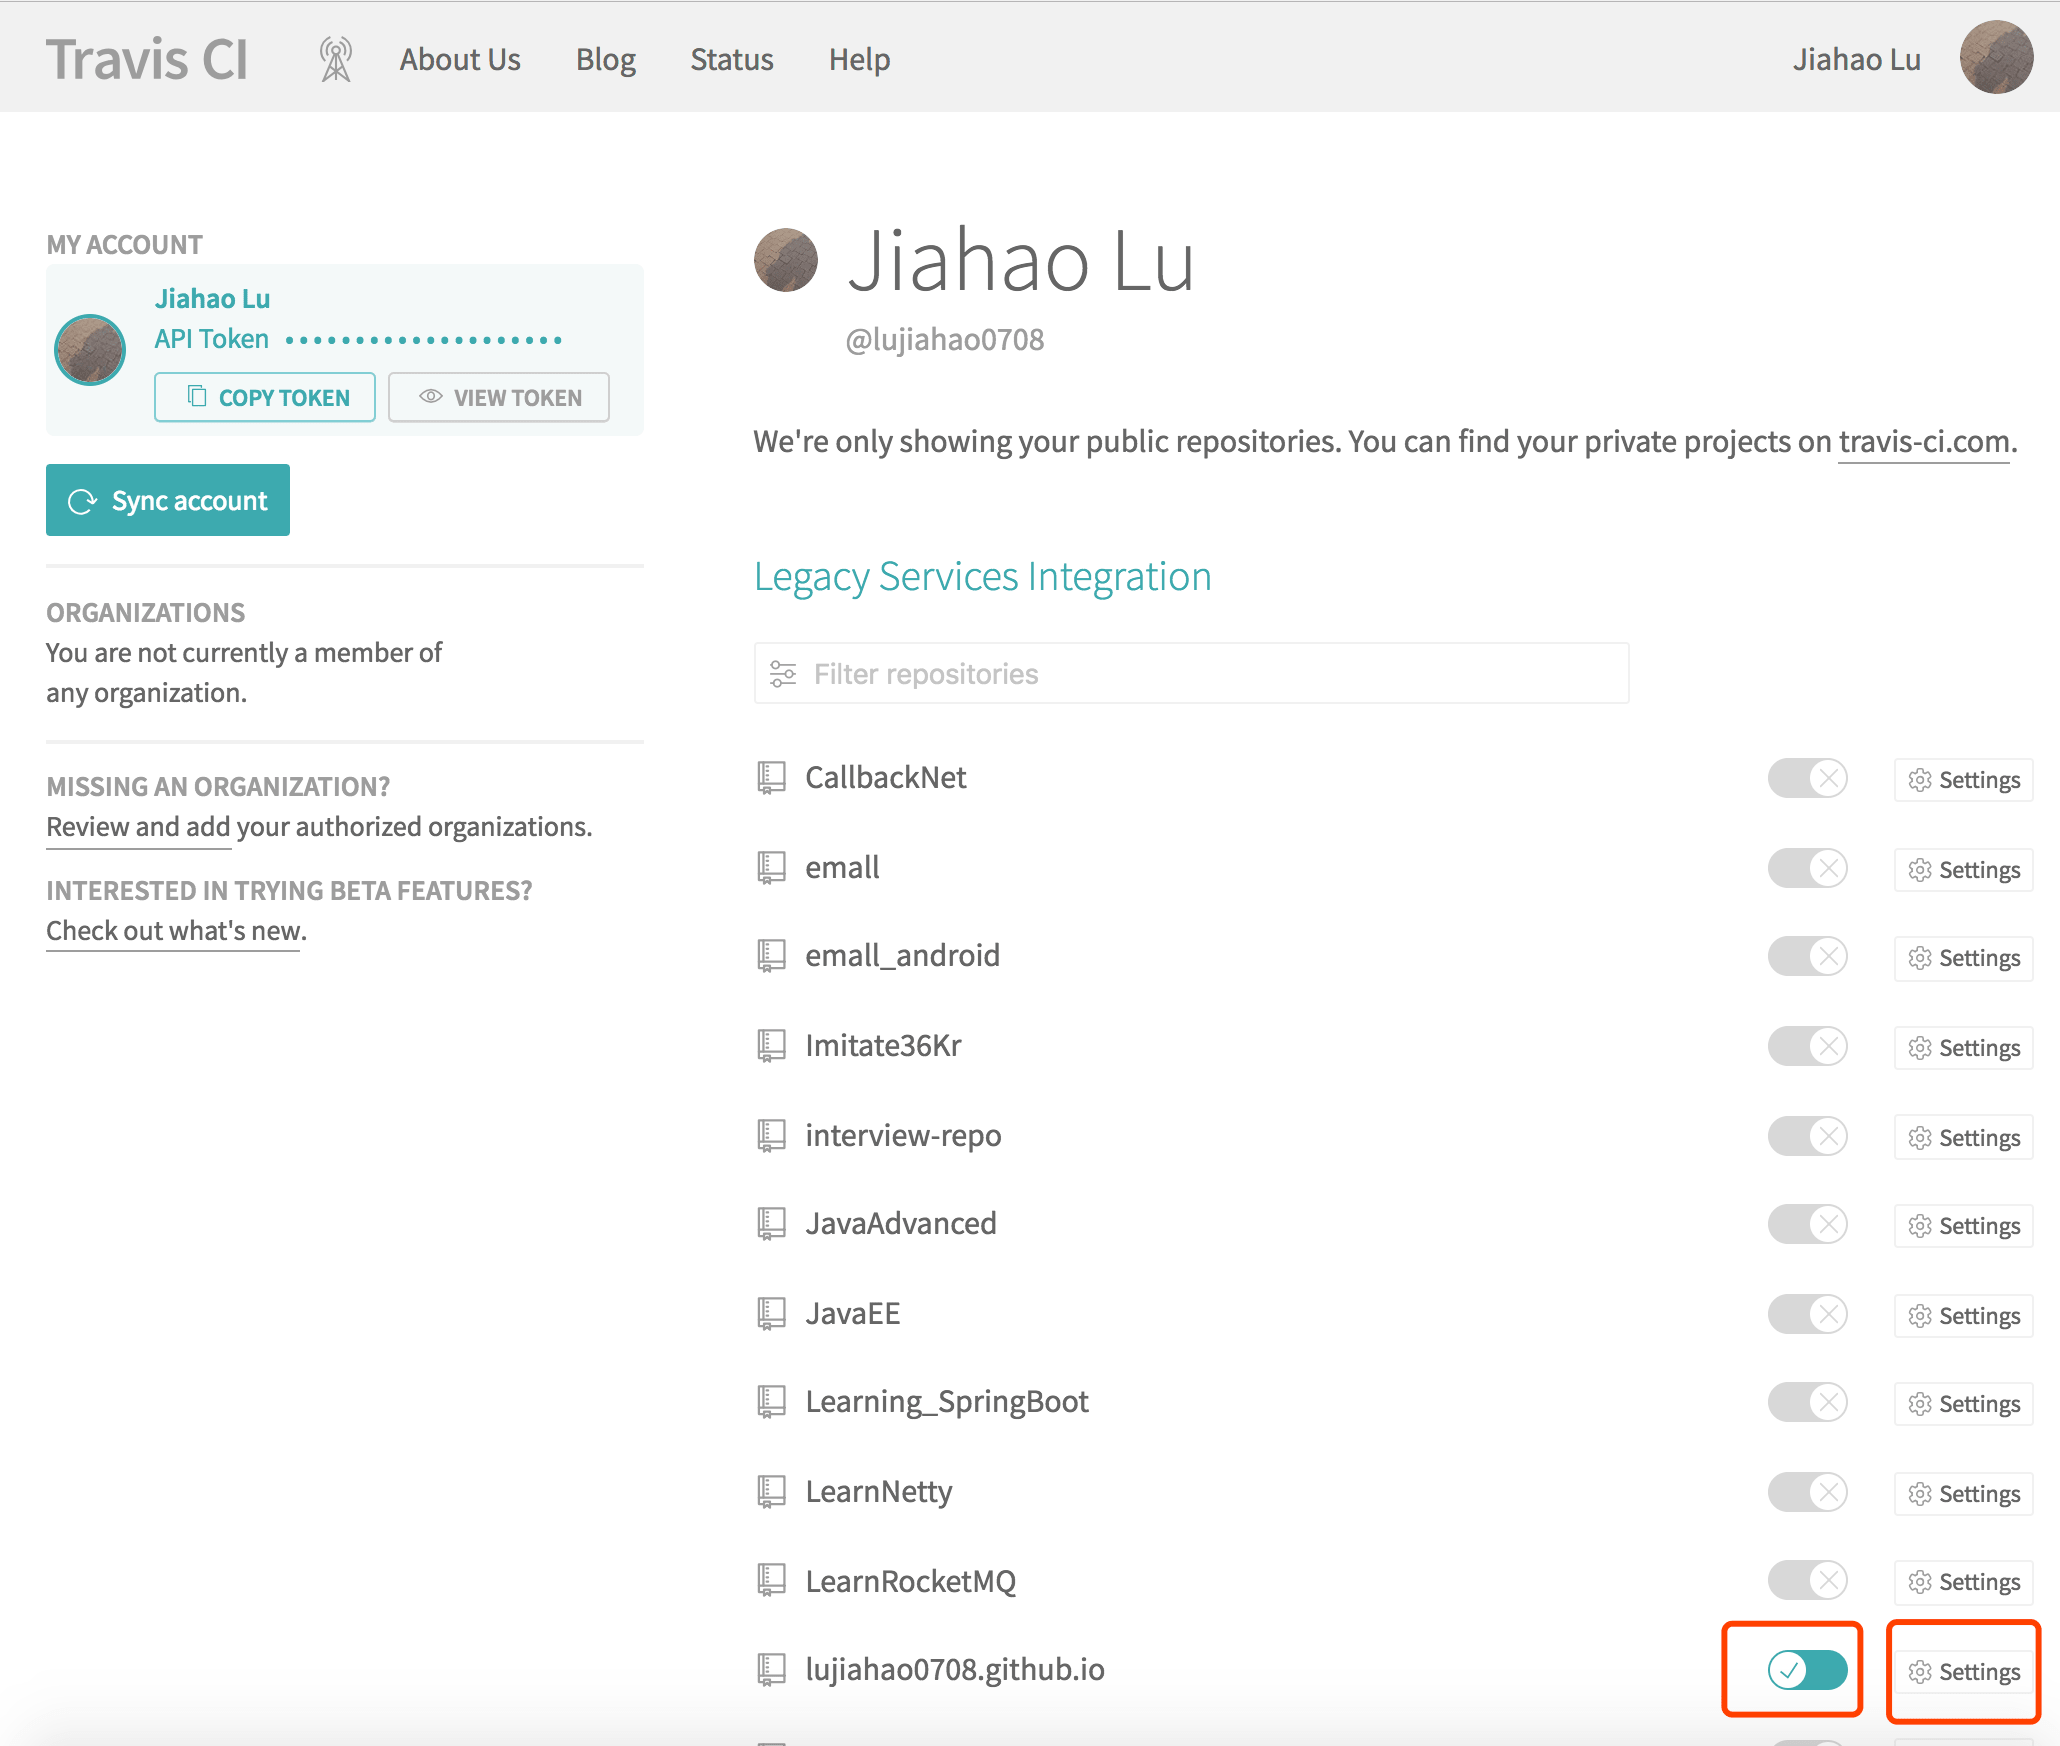 Travis CI
About Us
Blog
Status
Help
Jiahao Lu
MY ACCOUNT
Jiahao Lu
API Token ••••••••••••••••••••
COPY TOKEN
VIEW TOKEN
Sync account
ORGANIZATIONS
You are not currently a member of
any organization.
MISSING AN ORGANIZATION?
Review and add your authorized organizations.
INTERESTED IN TRYING BETA FEATURES?
Check out what's new.
Jiahao Lu
@lujiahao0708
We're only showing your public repositories. You can find your private projects on travis-ci.com.
Legacy Services Integration
Filter repositories
CallbackNet
Settings
emall
Settings
emall_android
Settings
Imitate36Kr
Settings
interview-repo
Settings
JavaAdvanced
Settings
JavaEE
Settings
Learning_SpringBoot
Settings
LearnNetty
Settings
LearnRocketMQ
Settings
lujiahao0708.github.io
Settings